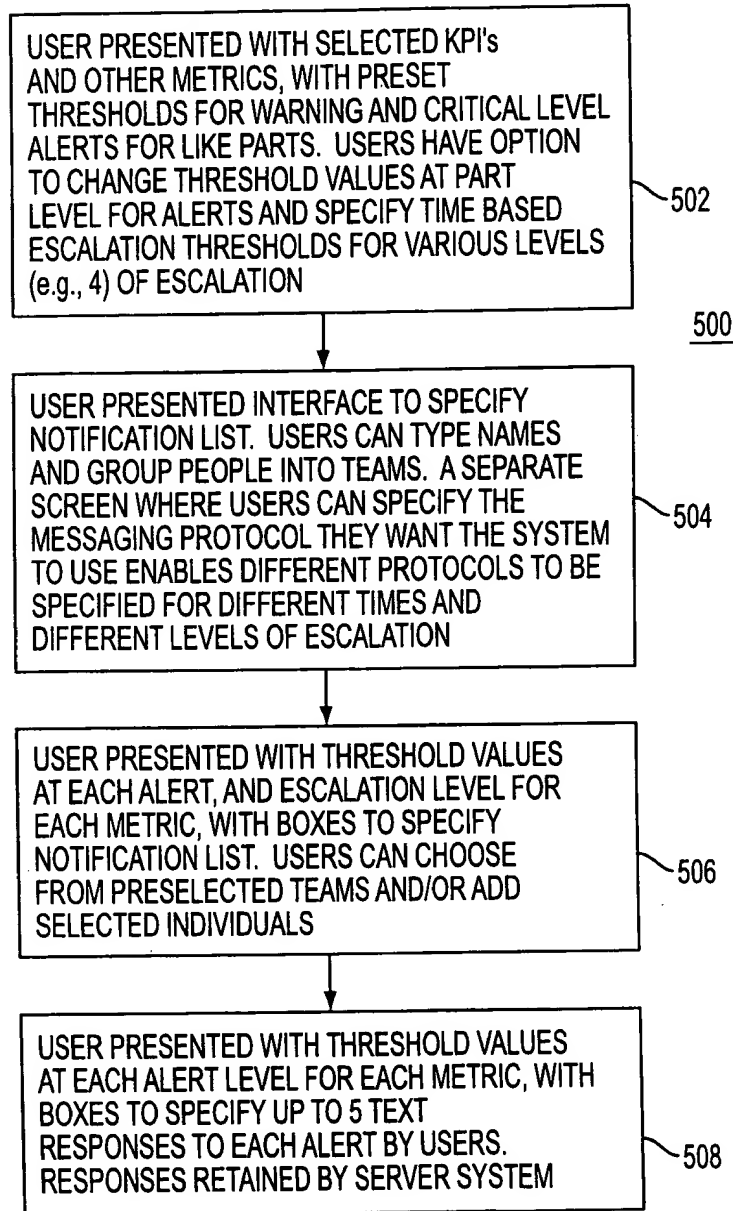 USER PRESENTED WITH SELECTED KPI's
AND OTHER METRICS, WITH PRESET
THRESHOLDS FOR WARNING AND CRITICAL LEVEL
ALERTS FOR LIKE PARTS. USERS HAVE OPTION
TO CHANGE THRESHOLD VALUES AT PART
LEVEL FOR ALERTS AND SPECIFY TIME BASED
ESCALATION THRESHOLDS FOR VARIOUS LEVELS
(e.g., 4) OF ESCALATION
502
500
USER PRESENTED INTERFACE TO SPECIFY
NOTIFICATION LIST. USERS CAN TYPE NAMES
AND GROUP PEOPLE INTO TEAMS. A SEPARATE
SCREEN WHERE USERS CAN SPECIFY THE
MESSAGING PROTOCOL THEY WANT THE SYSTEM
TO USE ENABLES DIFFERENT PROTOCOLS TO BE
SPECIFIED FOR DIFFERENT TIMES AND
DIFFERENT LEVELS OF ESCALATION
504
USER PRESENTED WITH THRESHOLD VALUES
AT EACH ALERT, AND ESCALATION LEVEL FOR
EACH METRIC, WITH BOXES TO SPECIFY
NOTIFICATION LIST. USERS CAN CHOOSE
FROM PRESELECTED TEAMS AND/OR ADD
SELECTED INDIVIDUALS
506
USER PRESENTED WITH THRESHOLD VALUES
AT EACH ALERT LEVEL FOR EACH METRIC, WITH
BOXES TO SPECIFY UP TO 5 TEXT
RESPONSES TO EACH ALERT BY USERS.
RESPONSES RETAINED BY SERVER SYSTEM
508